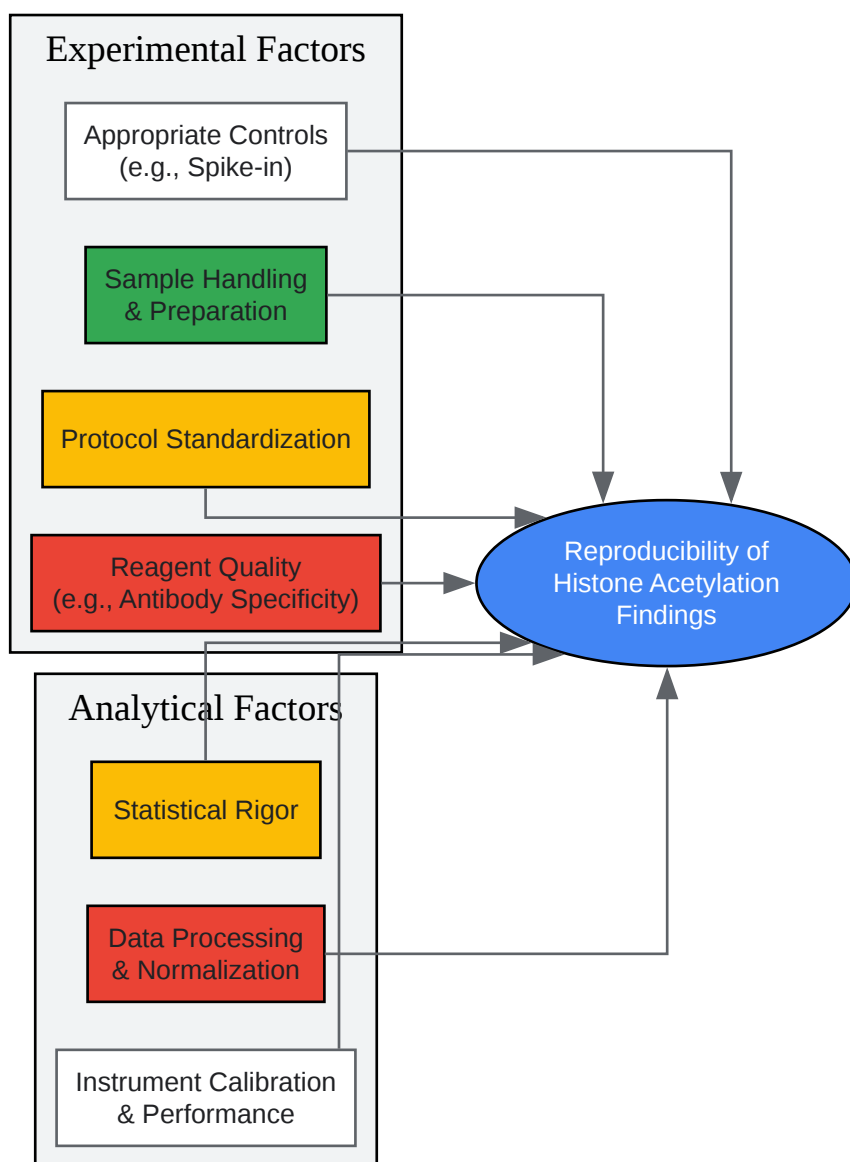 Experimental Factors
Appropriate Controls
(e.g., Spike-in)
Sample Handling
& Preparation
Protocol Standardization
Reagent Quality
(e.g., Antibody Specificity)
Reproducibility of
Histone Acetylation
Findings
Analytical Factors
Statistical Rigor
Data Processing
& Normalization
Instrument Calibration
& Performance